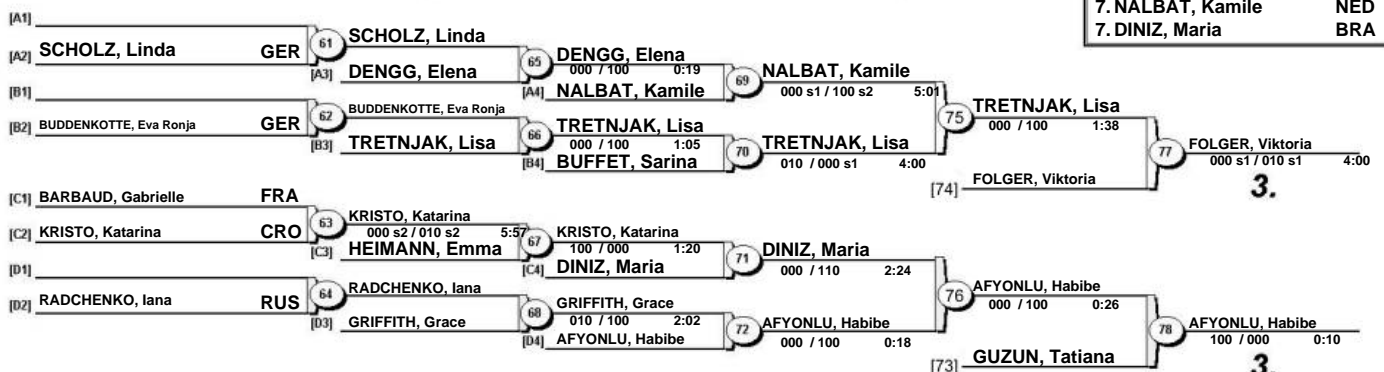 7. NALBAT, Kamile NED
7. DINIZ, Maria BRA
[A1]
[A2] SCHOLZ, Linda GER
61 SCHOLZ, Linda
[A3] DENGG, Elena
65 DENGG, Elena
000 / 100 0:19
[A4] NALBAT, Kamile
69 NALBAT, Kamile
000 s1 / 100 s2 5:01
[B1]
[B2] BUDDENKOTTE, Eva Ronja GER
62 BUDDENKOTTE, Eva Ronja
[B3] TRETNJAK, Lisa
66 TRETNJAK, Lisa
000 / 100 1:05
[B4] BUFFET, Sarina
70 TRETNJAK, Lisa
010 / 000 s1 4:00
75 TRETNJAK, Lisa
000 / 100 1:38
[74] FOLGER, Viktoria
77 FOLGER, Viktoria
000 s1 / 010 s1 4:00
3.
[C1] BARBAUD, Gabrielle FRA
[C2] KRISTO, Katarina CRO
63 KRISTO, Katarina
000 s2 / 010 s2 5:57
[C3] HEIMANN, Emma
67 KRISTO, Katarina
100 / 000 1:20
[C4] DINIZ, Maria
71 DINIZ, Maria
000 / 110 2:24
[D1]
[D2] RADCHENKO, Iana RUS
64 RADCHENKO, Iana
[D3] GRIFFITH, Grace
68 GRIFFITH, Grace
010 / 100 2:02
[D4] AFYONLU, Habibe
72 AFYONLU, Habibe
000 / 100 0:18
76 AFYONLU, Habibe
000 / 100 0:26
[73] GUZUN, Tatiana
78 AFYONLU, Habibe
100 / 000 0:10
3.